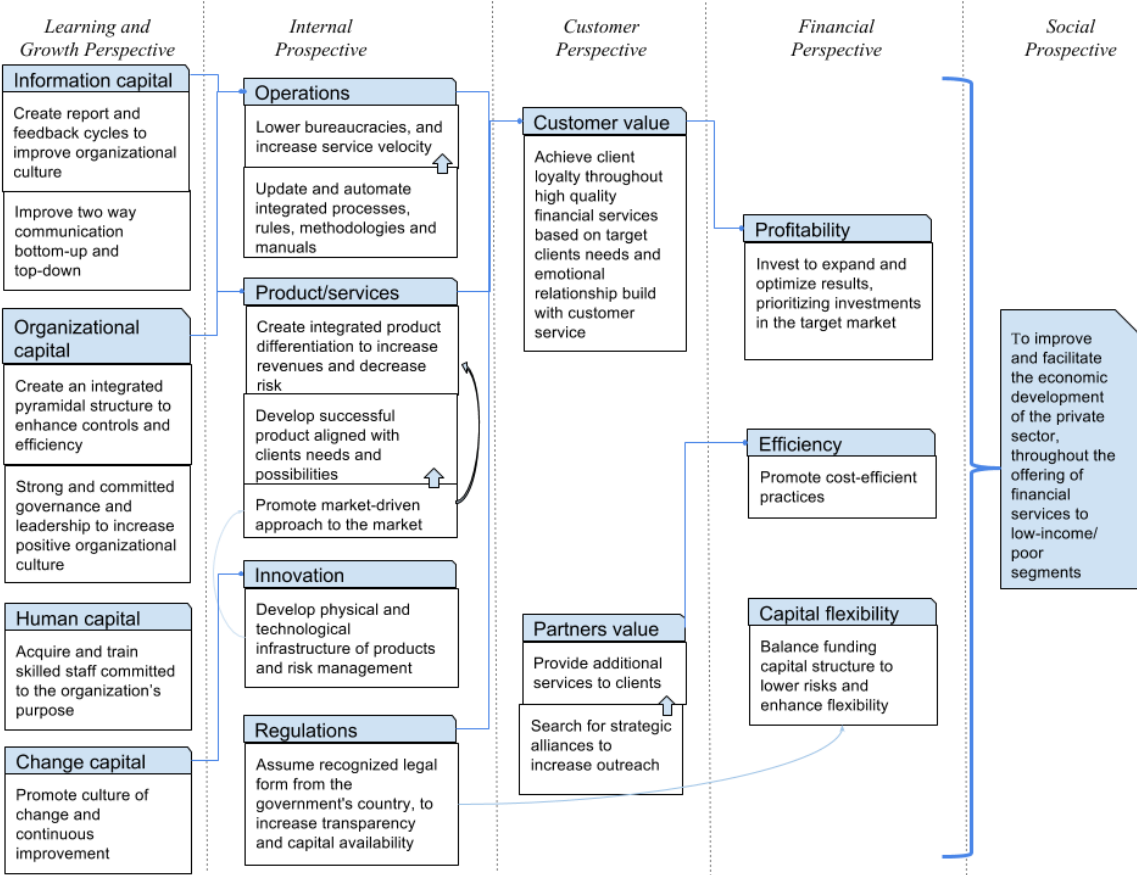 Learning and
Growth Perspective
Internal
Prospective
Customer
Perspective
Financial
Perspective
Social
Prospective
Information capital
Create report and
feedback cycles to
improve organizational
culture
Improve two way
communication
bottom-up and
top-down
Organizational
capital
Create an integrated
pyramidal structure to
enhance controls and
efficiency
Strong and committed
governance and
leadership to increase
positive organizational
culture
Human capital
Acquire and train
skilled staff committed
to the organization's
purpose
Change capital
Promote culture of
change and
continuous
improvement
Operations
Lower bureaucracies, and
increase service velocity
Update and automate
integrated processes,
rules, methodologies and
manuals
Product/services
Create integrated product
differentiation to increase
revenues and decrease
risk
Develop successful
product aligned with
clients needs and
possibilities
Promote market-driven
approach to the market
Innovation
Develop physical and
technological
infrastructure of products
and risk management
Regulations
Assume recognized legal
form from the
government's country, to
increase transparency
and capital availability
Customer value
Achieve client
loyalty throughout
high quality
financial services
based on target
clients needs and
emotional
relationship build
with customer
service
Partners value
Provide additional
services to clients
Search for strategic
alliances to
increase outreach
Profitability
Invest to expand and
optimize results,
prioritizing investments
in the target market
Efficiency
Promote cost-efficient
practices
Capital flexibility
Balance funding
capital structure to
lower risks and
enhance flexibility
To improve
and facilitate
the economic
development
of the private
sector,
throughout the
offering of
financial
services to
low-income/
poor
segments